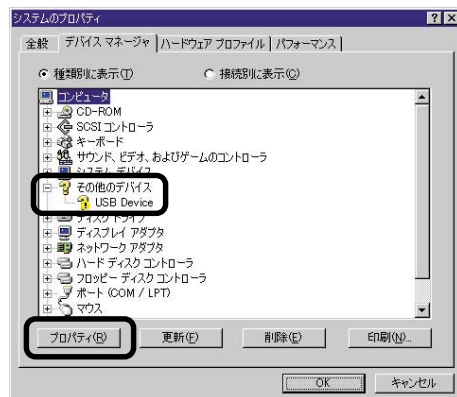 システムのプロパティ
全般 デバイス マネージャ ハードウェア プロファイル パフォーマンス
種類別に表示(T) 接続別に表示(C)
コンピュータ
CD-ROM
SCSI コントローラ
キーボード
サウンド、ビデオ、およびゲームのコントローラ
システム デバイス
その他のデバイス
USB Device
ディスク ドライブ
ディスプレイ アダプタ
ネットワーク アダプタ
ハード ディスク コントローラ
フロッピー ディスク コントローラ
ポート (COM / LPT)
マウス
プロパティ(R) 更新(F) 削除(E) 印刷(N)...
OK キャンセル